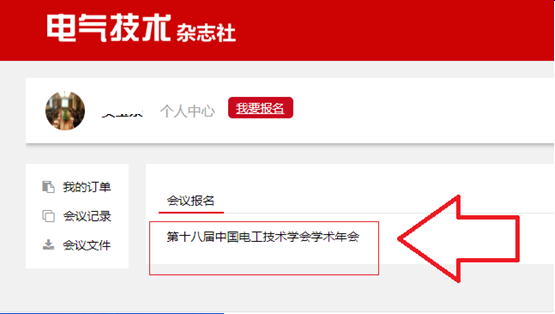 电气技术 杂志社
个人中心 我要报名
我的订单
会议记录
会议文件
会议报名
第十八届中国电工技术学会学术年会